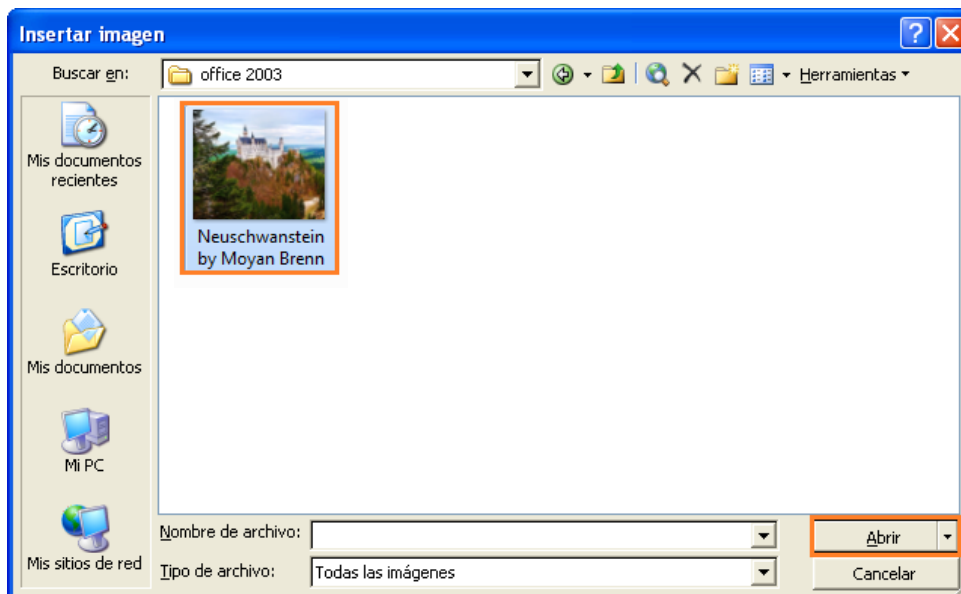 Insertar imagen
Buscar en:
office 2003
Herramientas
Mis documentos
recientes
Escritorio
Mis documentos
Mi PC
Mis sitios de red
Neuschwanstein
by Moyan Brenn
Nombre de archivo:
Abrir
Tipo de archivo:
Todas las imágenes
Cancelar